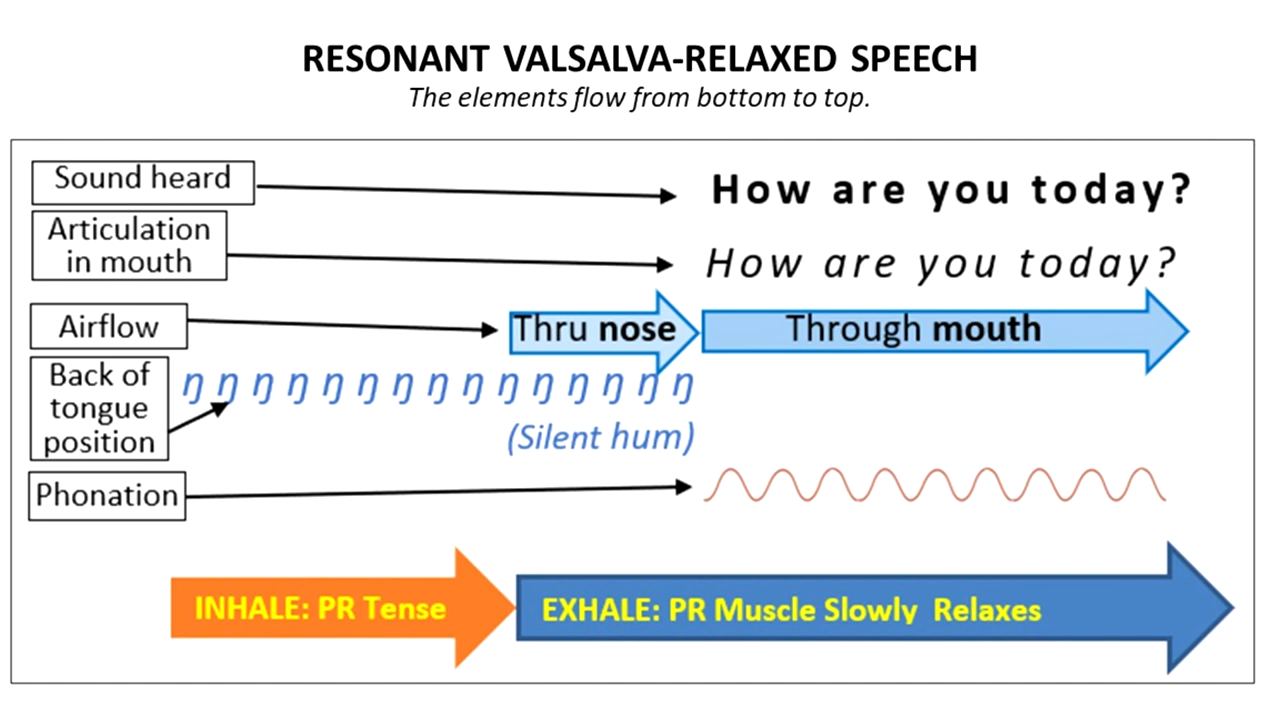 RESONANT VALSALVA-RELAXED SPEECH
The elements flow from bottom to top.
Sound heard
How are you today?
Articulation
in mouth
How are you today?
Airflow
Thru nose
Through mouth
Back of
tongue
position
ŋ ŋ ŋ ŋ ŋ ŋ ŋ ŋ ŋ ŋ ŋ ŋ ŋ ŋ ŋ
(Silent hum)
Phonation
INHALE: PR Tense
EXHALE: PR Muscle Slowly Relaxes